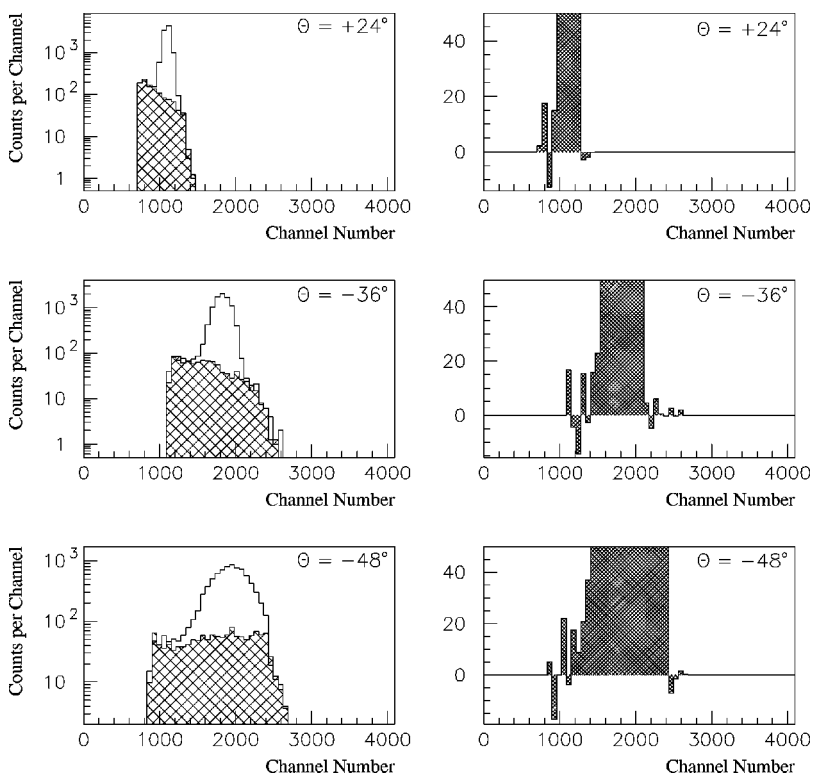 Counts per Channel
Θ = +24°
10³
10²
10
1
0 1000 2000 3000 4000
Channel Number
Θ = +24°
40
20
0
0 1000 2000 3000 4000
Channel Number
Counts per Channel
Θ = −36°
10³
10²
10
1
0 1000 2000 3000 4000
Channel Number
Θ = −36°
40
20
0
0 1000 2000 3000 4000
Channel Number
Counts per Channel
Θ = −48°
10³
10²
10
0 1000 2000 3000 4000
Channel Number
Θ = −48°
40
20
0
0 1000 2000 3000 4000
Channel Number